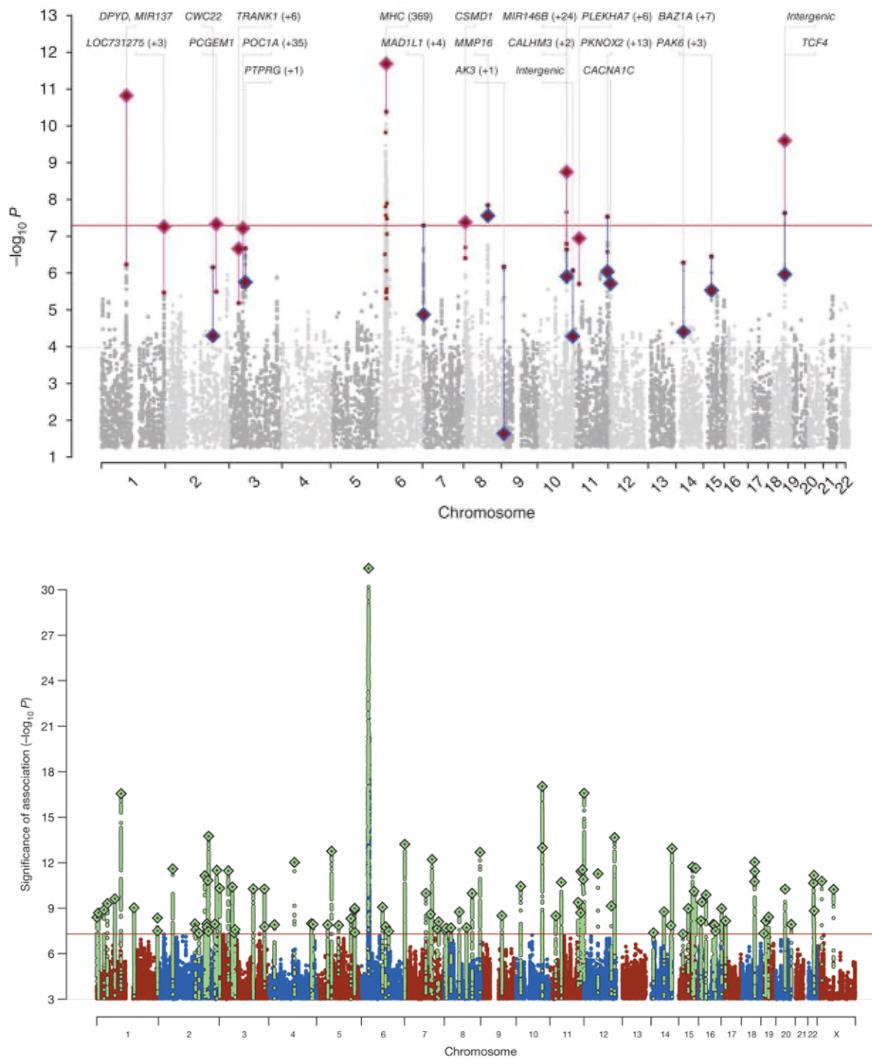 DPYD, MIR137 CWC22 TRANK1 (+6) MHC (369) CSMD1 MIR146B (+24) PLEKHA7 (+6) BAZ1A (+7) Intergenic
LOC731275 (+3) PCGEM1 POC1A (+35) MAD1L1 (+4) MMP16 CALHM3 (+2) PKNOX2 (+13) PAK6 (+3) TCF4
PTPRG (+1) AK3 (+1) Intergenic CACNA1C
13
12
11
10
9
8
7
6
5
4
3
2
1
–log10 P
1 2 3 4 5 6 7 8 9 10 11 12 13 14 15 16 17 18 19 20 21 22
Chromosome
30
27
24
21
18
15
12
9
6
3
Significance of association (–log10 P)
1 2 3 4 5 6 7 8 9 10 11 12 13 14 15 16 17 18 19 20 21 22 X
Chromosome